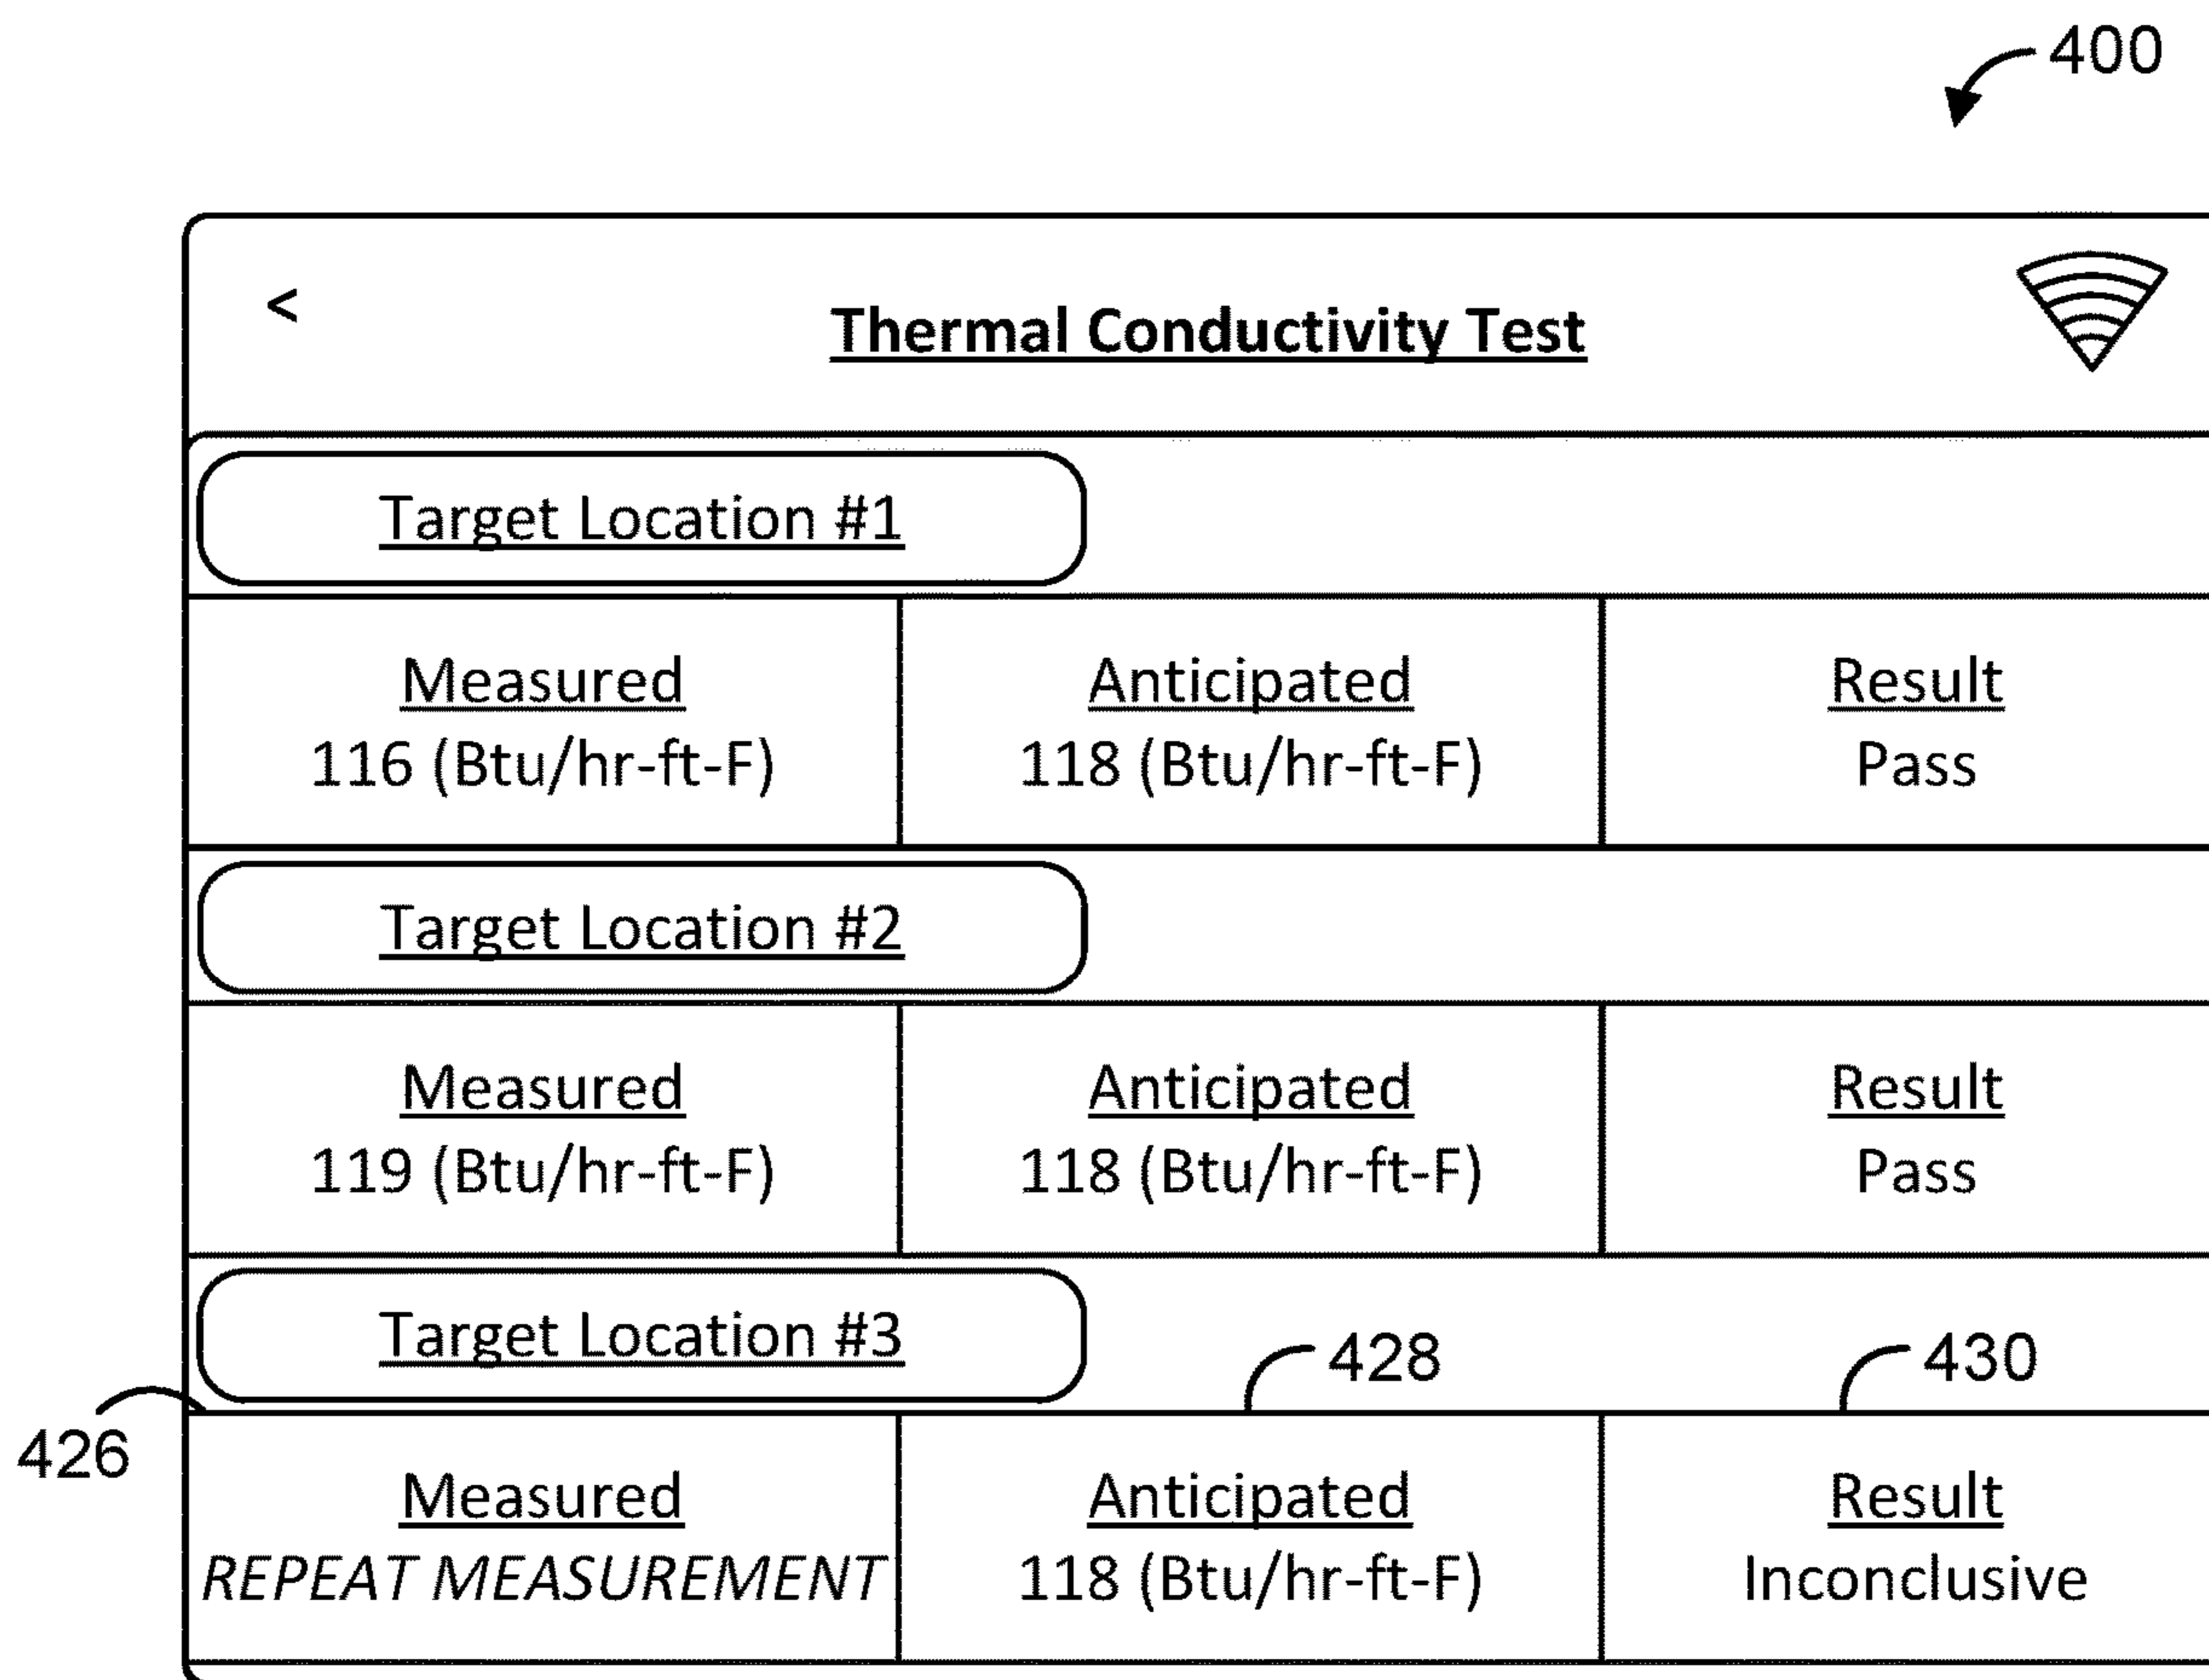 400
<
Thermal Conductivity Test
Target Location #1
Measured Anticipated Result
116 (Btu/hr-ft-F) 118 (Btu/hr-ft-F) Pass
Target Location #2
Measured Anticipated Result
119 (Btu/hr-ft-F) 118 (Btu/hr-ft-F) Pass
Target Location #3
428 430
426
Measured Anticipated Result
REPEAT MEASUREMENT 118 (Btu/hr-ft-F) Inconclusive